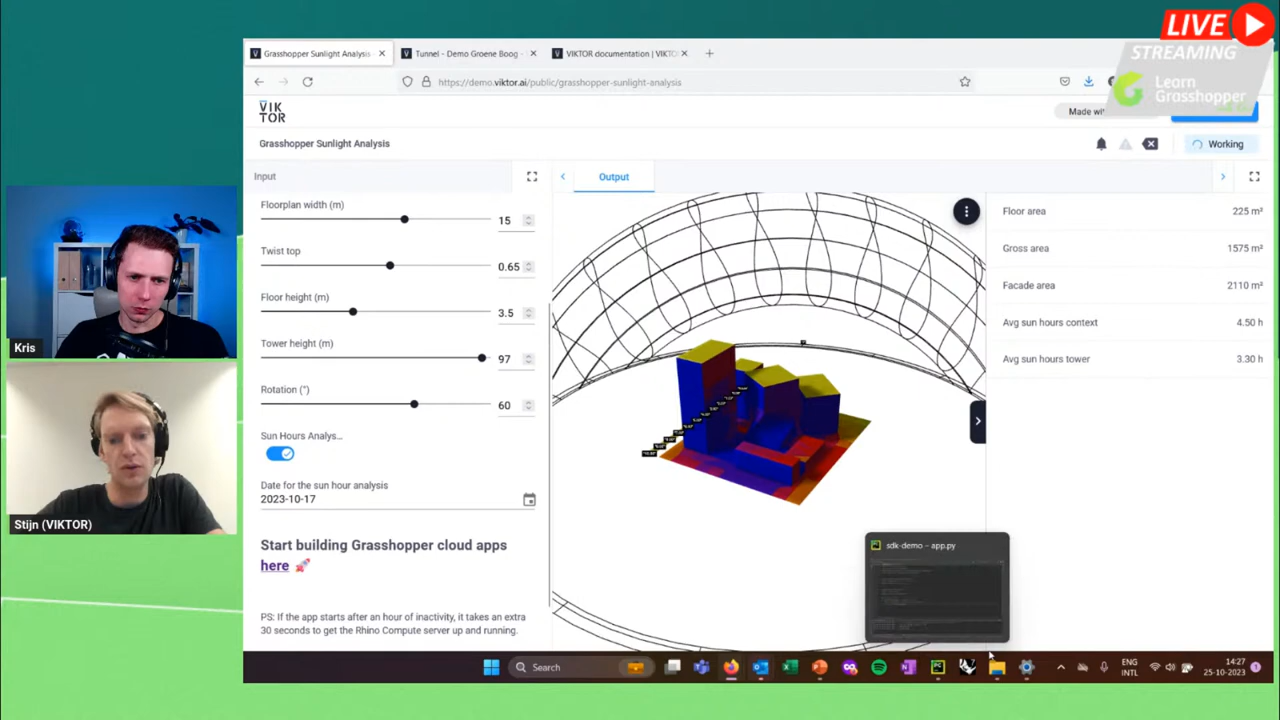 LIVE
STREAMING
Learn
Grasshopper
Grasshopper Sunlight Analysis
Tunnel - Demo Groene Boog -
VIKTOR documentation | VIKTO
https://demo.viktor.ai/public/grasshopper-sunlight-analysis
VIK
TOR
Made wi
Grasshopper Sunlight Analysis
Working
Input
Output
Floorplan width (m)
15
Twist top
0.65
Floor height (m)
3.5
Tower height (m)
97
Rotation (°)
60
Sun Hours Analys...
Date for the sun hour analysis
2023-10-17
Start building Grasshopper cloud apps
here 🚀
PS: If the app starts after an hour of inactivity, it takes an extra
30 seconds to get the Rhino Compute server up and running.
Floor area 225 m²
Gross area 1575 m²
Facade area 2110 m²
Avg sun hours context 4.50 h
Avg sun hours tower 3.30 h
sdk-demo – app.py
Kris
Stijn (VIKTOR)
Search
ENG
INTL
14:27
25-10-2023
1